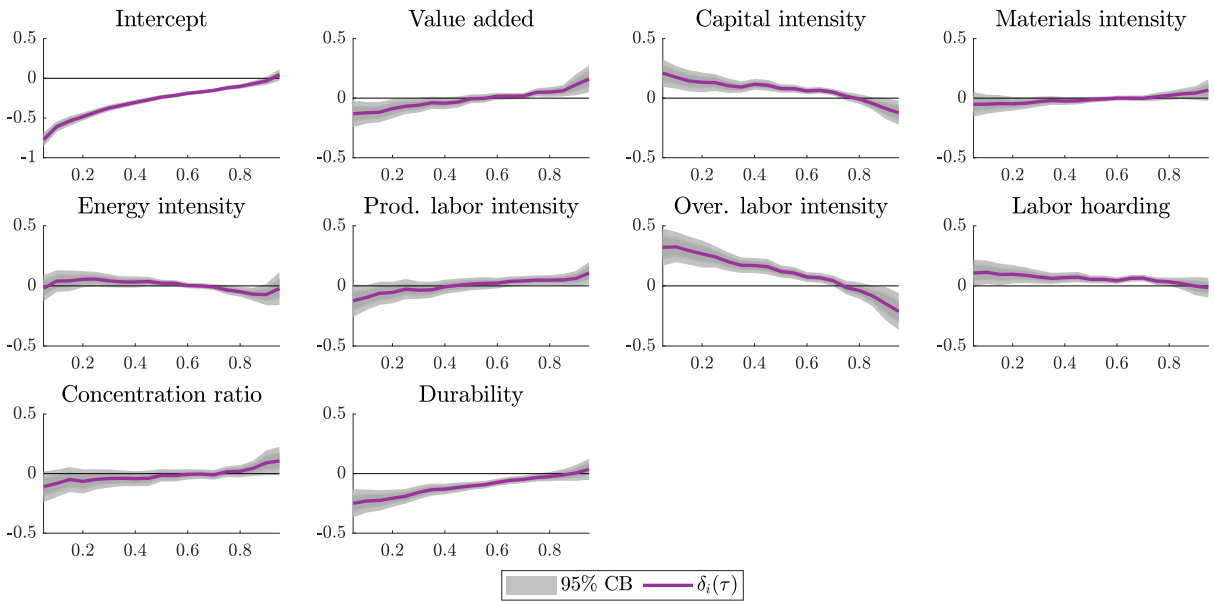 Intercept
Value added
Capital intensity
Materials intensity
0.5
0
-0.5
-1
0.2 0.4 0.6 0.8
0.5
0
-0.5
0.2 0.4 0.6 0.8
0.5
0
-0.5
0.2 0.4 0.6 0.8
0.5
0
-0.5
0.2 0.4 0.6 0.8
Energy intensity
Prod. labor intensity
Over. labor intensity
Labor hoarding
0.5
0
-0.5
0.2 0.4 0.6 0.8
0.5
0
-0.5
0.2 0.4 0.6 0.8
0.5
0
-0.5
0.2 0.4 0.6 0.8
0.5
0
-0.5
0.2 0.4 0.6 0.8
Concentration ratio
Durability
0.5
0
-0.5
0.2 0.4 0.6 0.8
0.5
0
-0.5
0.2 0.4 0.6 0.8
95% CB δi(τ)